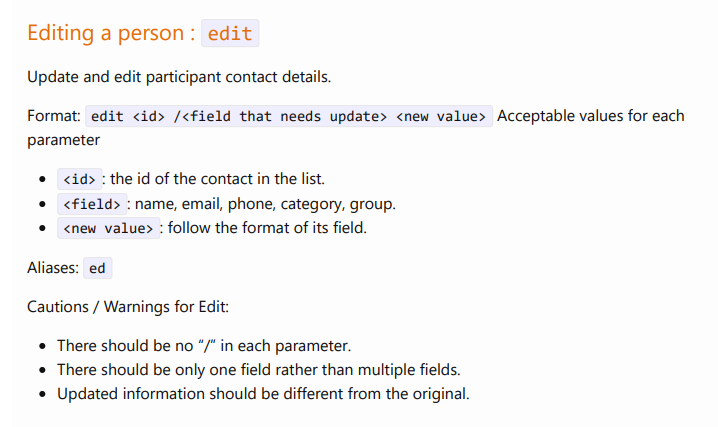 Editing a person : edit
Update and edit participant contact details.
Format: edit <id> /<field that needs update> <new value> Acceptable values for each
parameter
• <id> : the id of the contact in the list.
• <field> : name, email, phone, category, group.
• <new value> : follow the format of its field.
Aliases: ed
Cautions / Warnings for Edit:
• There should be no “/” in each parameter.
• There should be only one field rather than multiple fields.
• Updated information should be different from the original.